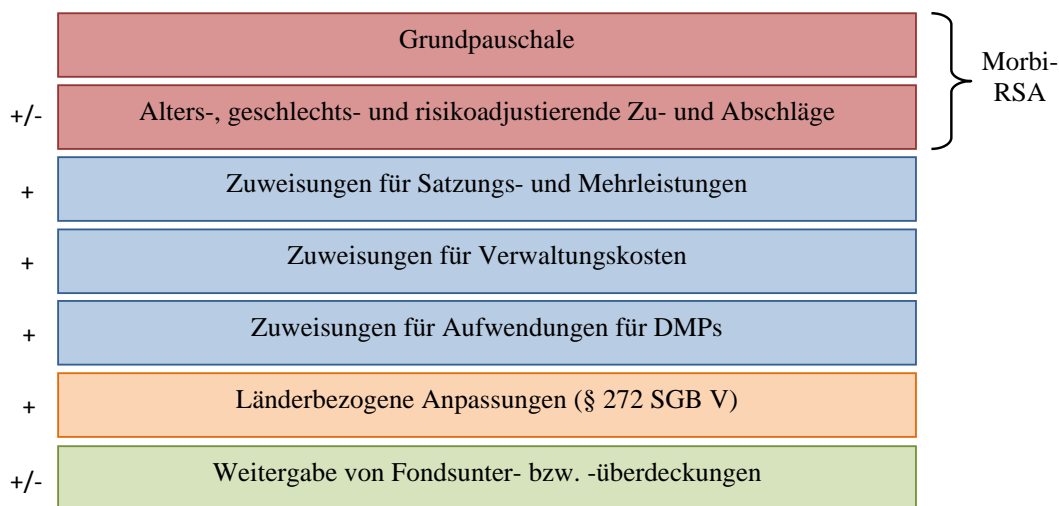 Grundpauschale
Morbi-
RSA
+/- Alters-, geschlechts- und risikoadjustierende Zu- und Abschläge
+ Zuweisungen für Satzungs- und Mehrleistungen
+ Zuweisungen für Verwaltungskosten
+ Zuweisungen für Aufwendungen für DMPs
+ Länderbezogene Anpassungen (§ 272 SGB V)
+/- Weitergabe von Fondsunter- bzw. -überdeckungen